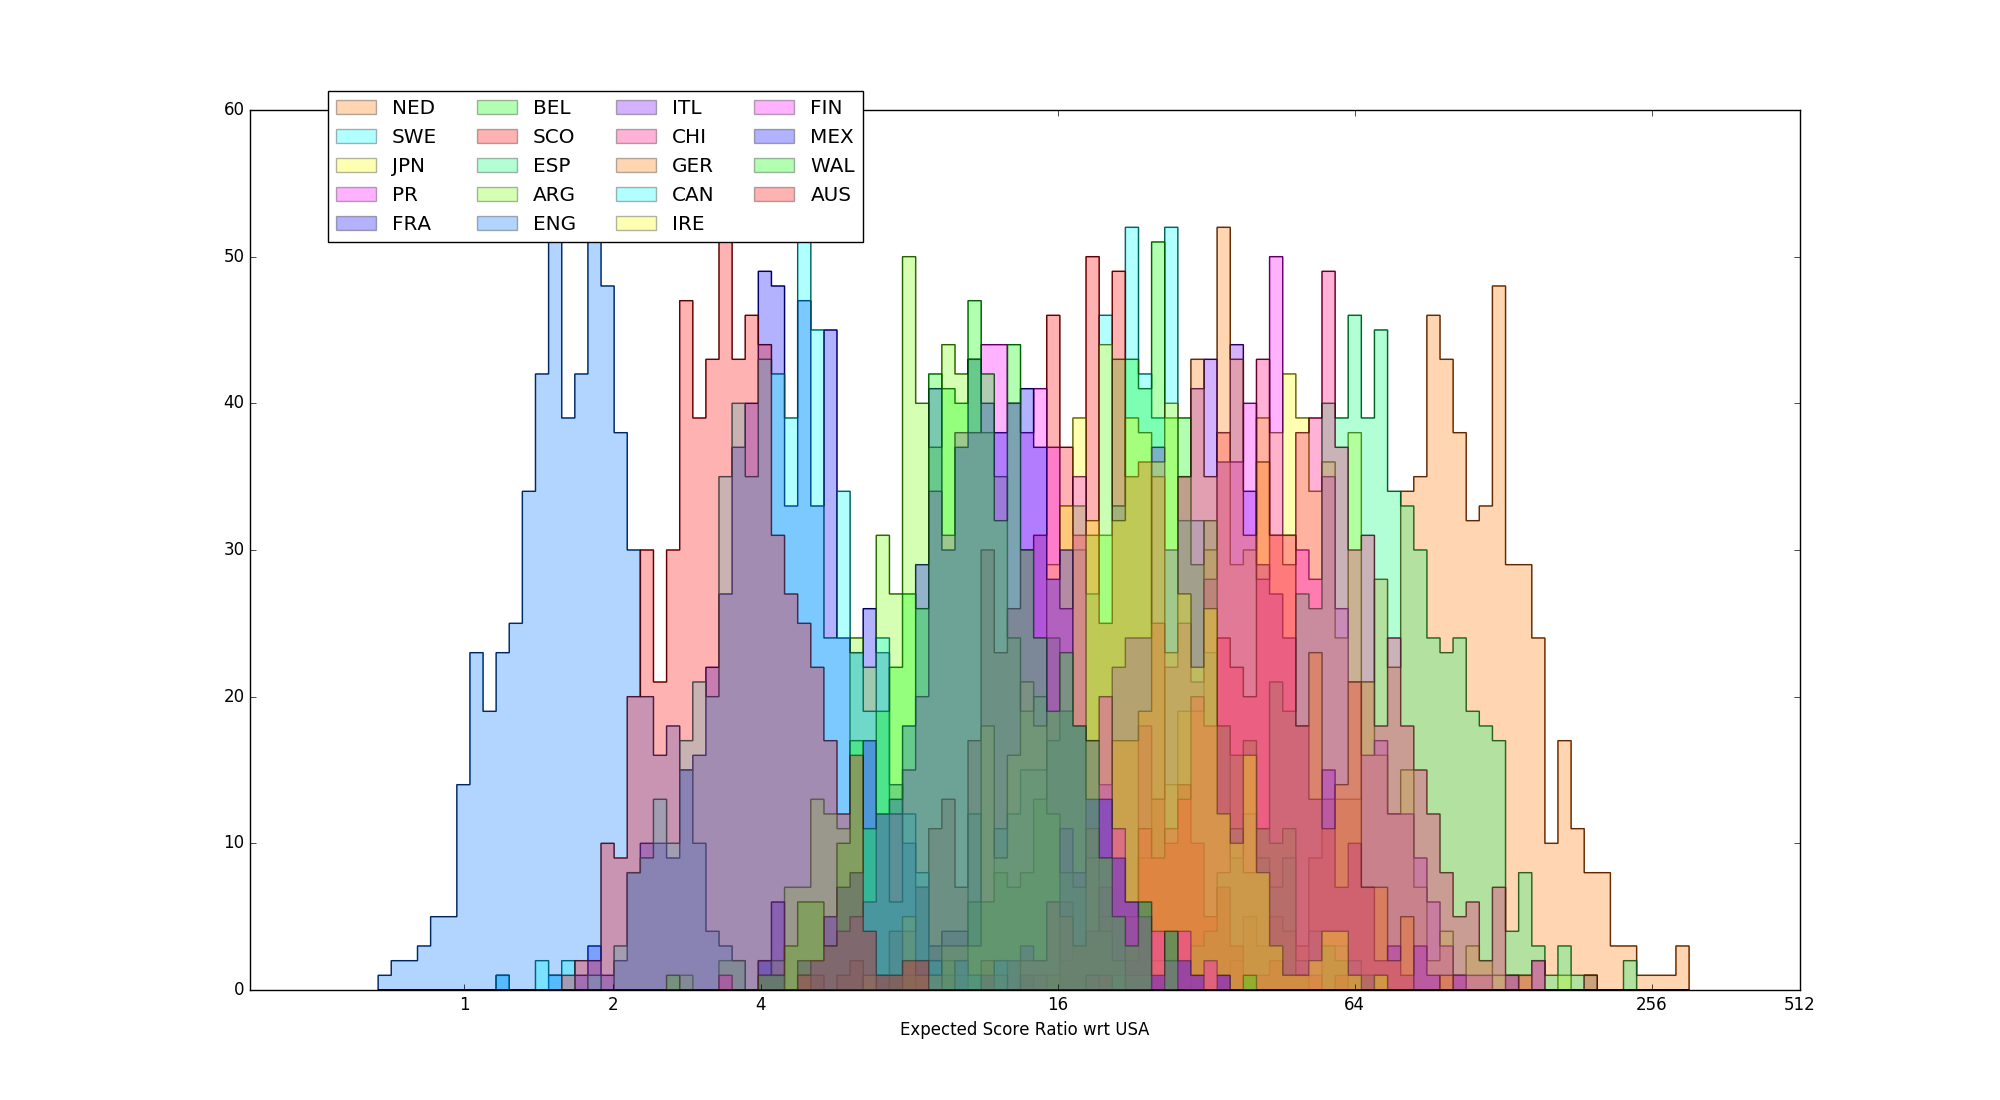 NED BEL ITL FIN
SWE SCO CHI MEX
JPN ESP GER WAL
PR ARG CAN AUS
FRA ENG IRE
60
50
40
30
20
10
0
1 2 4 16 64 256 512
Expected Score Ratio wrt USA